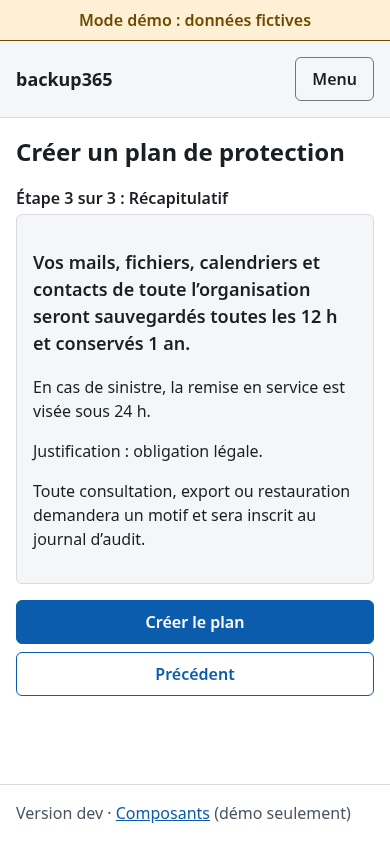 Mode démo : données fictives
backup365
Menu
Créer un plan de protection
Étape 3 sur 3 : Récapitulatif
Vos mails, fichiers, calendriers et
contacts de toute l’organisation
seront sauvegardés toutes les 12 h
et conservés 1 an.
En cas de sinistre, la remise en service est
visée sous 24 h.
Justification : obligation légale.
Toute consultation, export ou restauration
demandera un motif et sera inscrit au
journal d’audit.
Créer le plan
Précédent
Version dev · Composants (démo seulement)